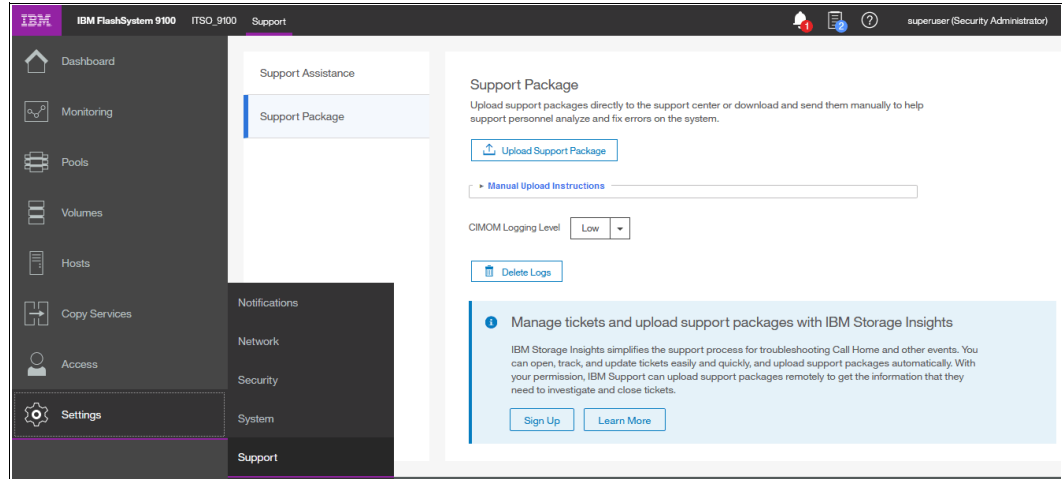 IBM
IBM FlashSystem 9100 ITSO_9100 Support
1
2
superuser (Security Administrator)
Dashboard
Monitoring
Pools
Volumes
Hosts
Copy Services
Access
Settings
Notifications
Network
Security
System
Support
Support Assistance
Support Package
Support Package
Upload support packages directly to the support center or download and send them manually to help
support personnel analyze and fix errors on the system.
Upload Support Package
Manual Upload Instructions
CIMOM Logging Level Low
Delete Logs
Manage tickets and upload support packages with IBM Storage Insights
IBM Storage Insights simplifies the support process for troubleshooting Call Home and other events. You
can open, track, and update tickets easily and quickly, and upload support packages automatically. With
your permission, IBM Support can upload support packages remotely to get the information that they
need to investigate and close tickets.
Sign Up Learn More